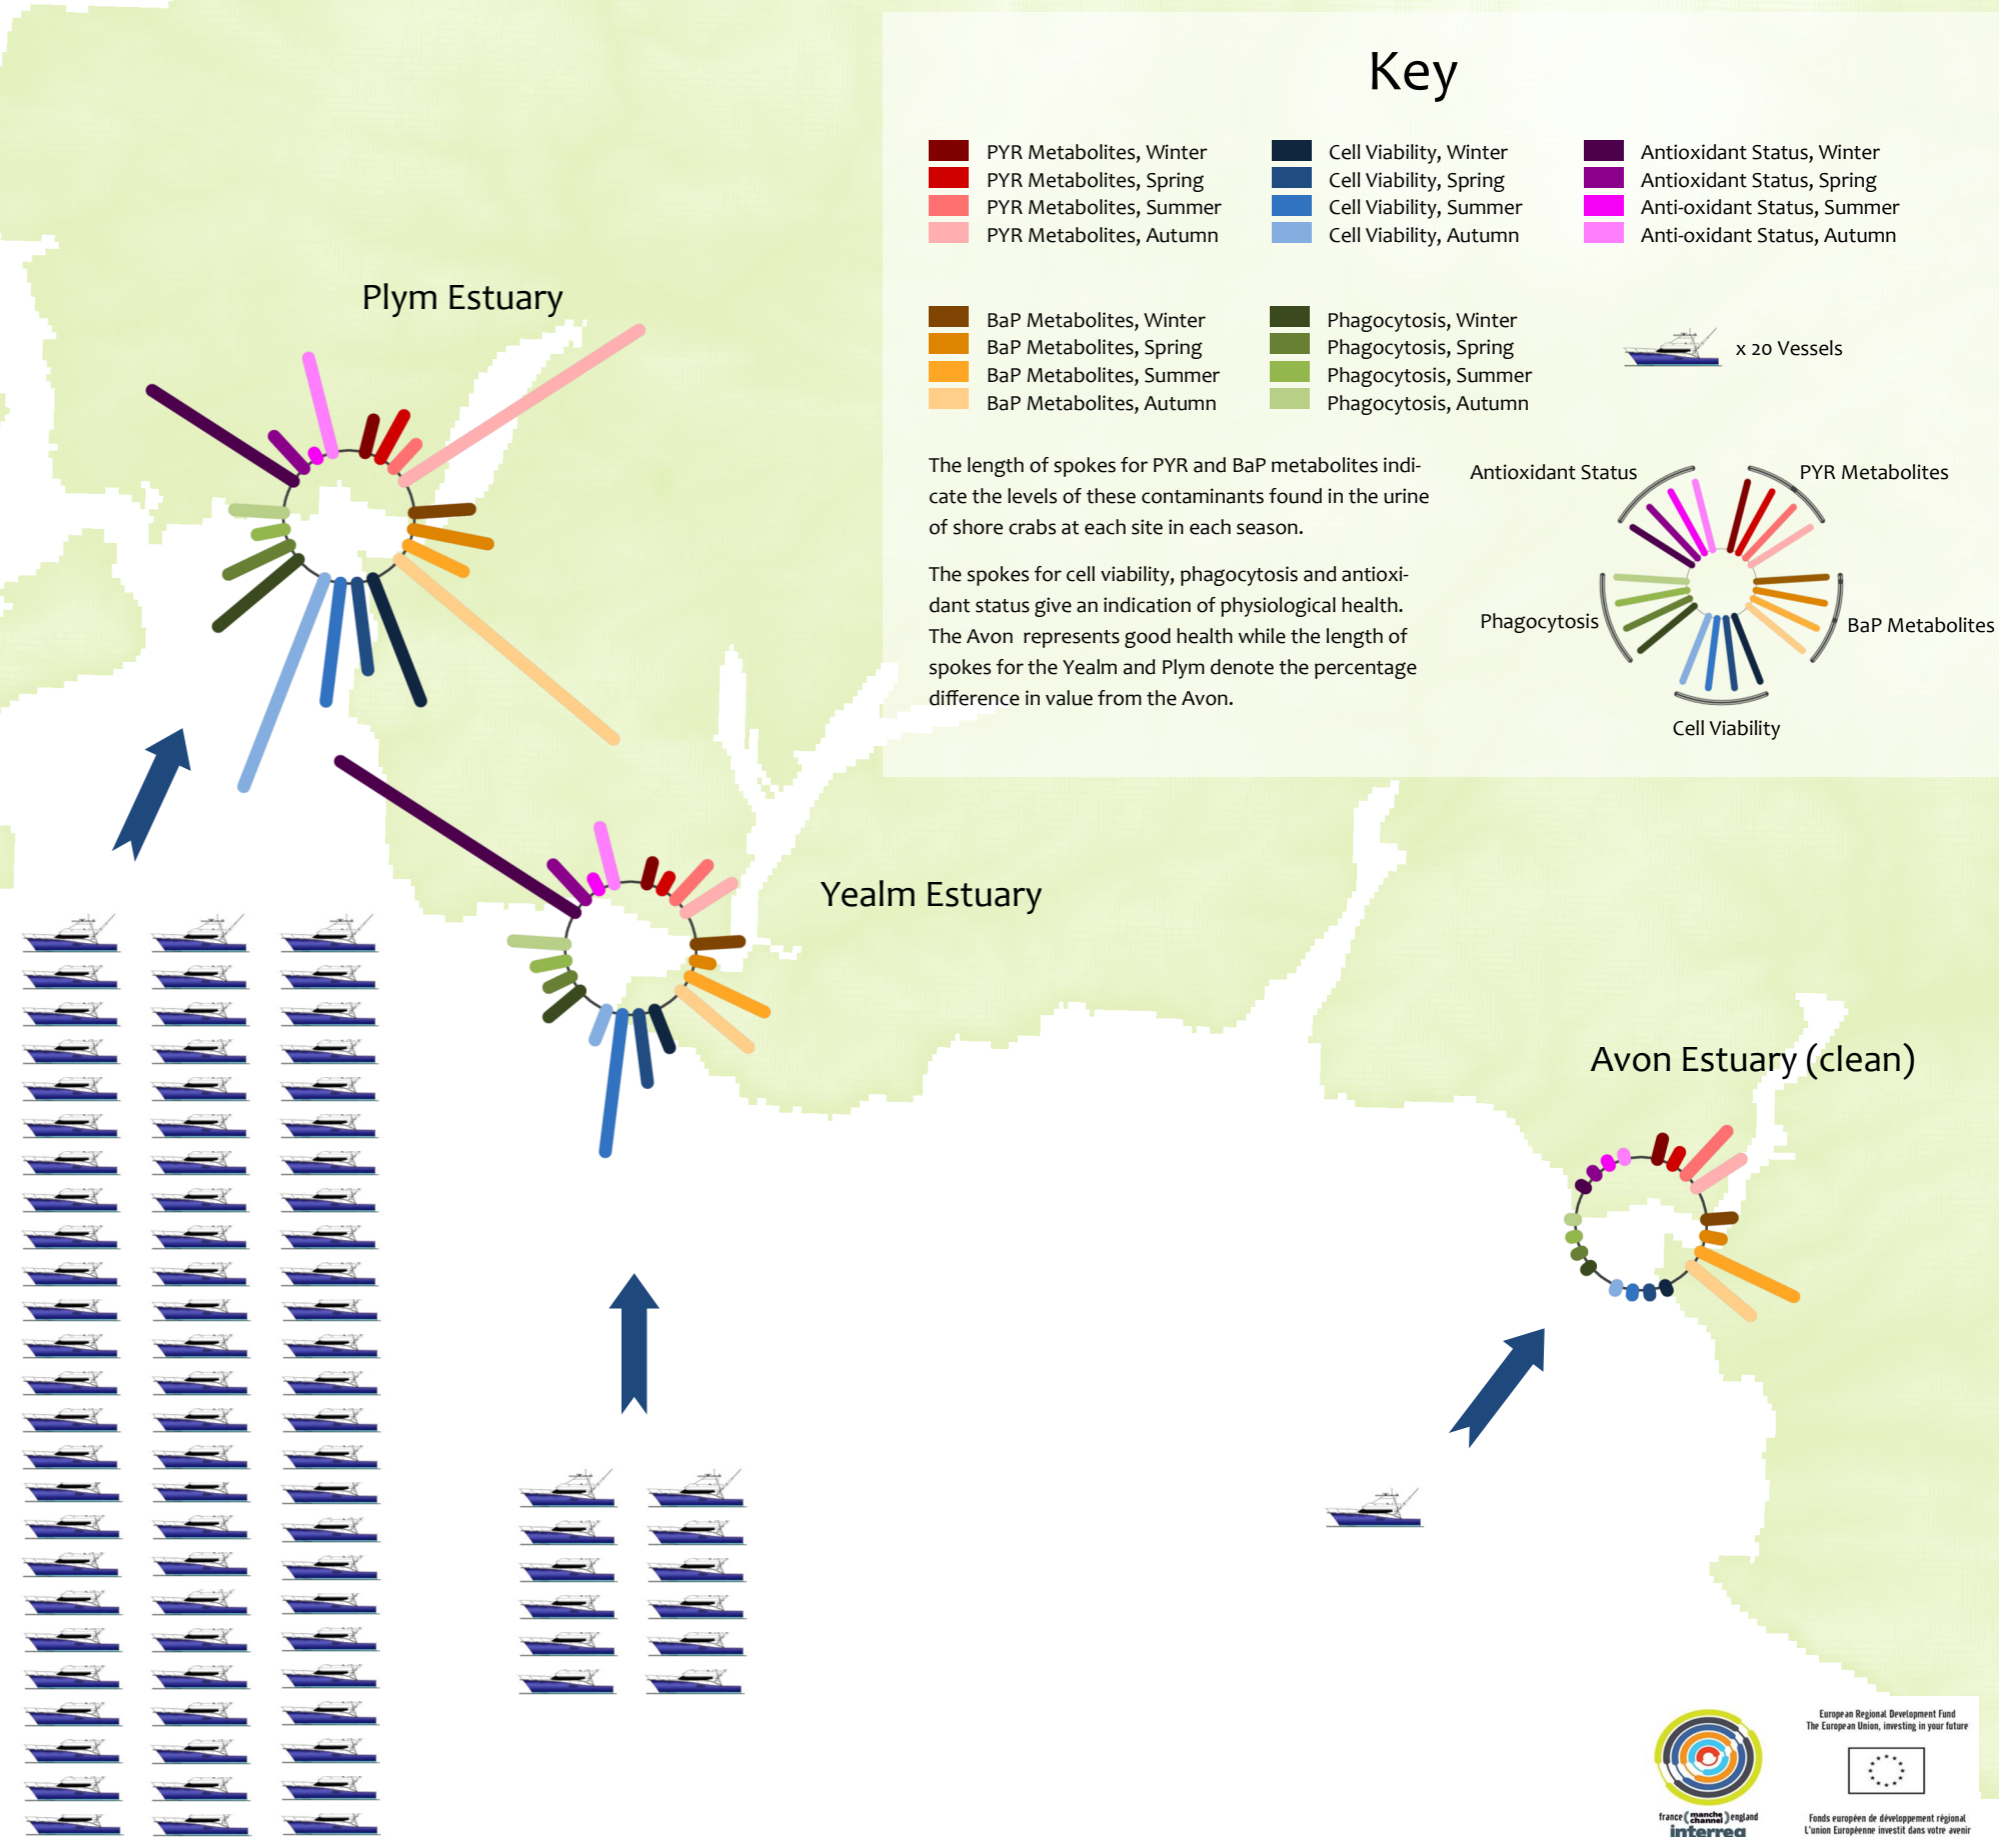 Key
PYR Metabolites, Winter
PYR Metabolites, Spring
PYR Metabolites, Summer
PYR Metabolites, Autumn
Cell Viability, Winter
Cell Viability, Spring
Cell Viability, Summer
Cell Viability, Autumn
Antioxidant Status, Winter
Antioxidant Status, Spring
Anti-oxidant Status, Summer
Anti-oxidant Status, Autumn
BaP Metabolites, Winter
BaP Metabolites, Spring
BaP Metabolites, Summer
BaP Metabolites, Autumn
Phagocytosis, Winter
Phagocytosis, Spring
Phagocytosis, Summer
Phagocytosis, Autumn
x 20 Vessels
The length of spokes for PYR and BaP metabolites indi-
cate the levels of these contaminants found in the urine
of shore crabs at each site in each season.
The spokes for cell viability, phagocytosis and antioxi-
dant status give an indication of physiological health.
The Avon represents good health while the length of
spokes for the Yealm and Plym denote the percentage
difference in value from the Avon.
Antioxidant Status
PYR Metabolites
Phagocytosis
BaP Metabolites
Cell Viability
Plym Estuary
Yealm Estuary
Avon Estuary (clean)
france (manche channel) england
interreg
European Regional Development Fund
The European Union, investing in your future
Fonds européen de développement régional
L'union Européenne investit dans votre avenir